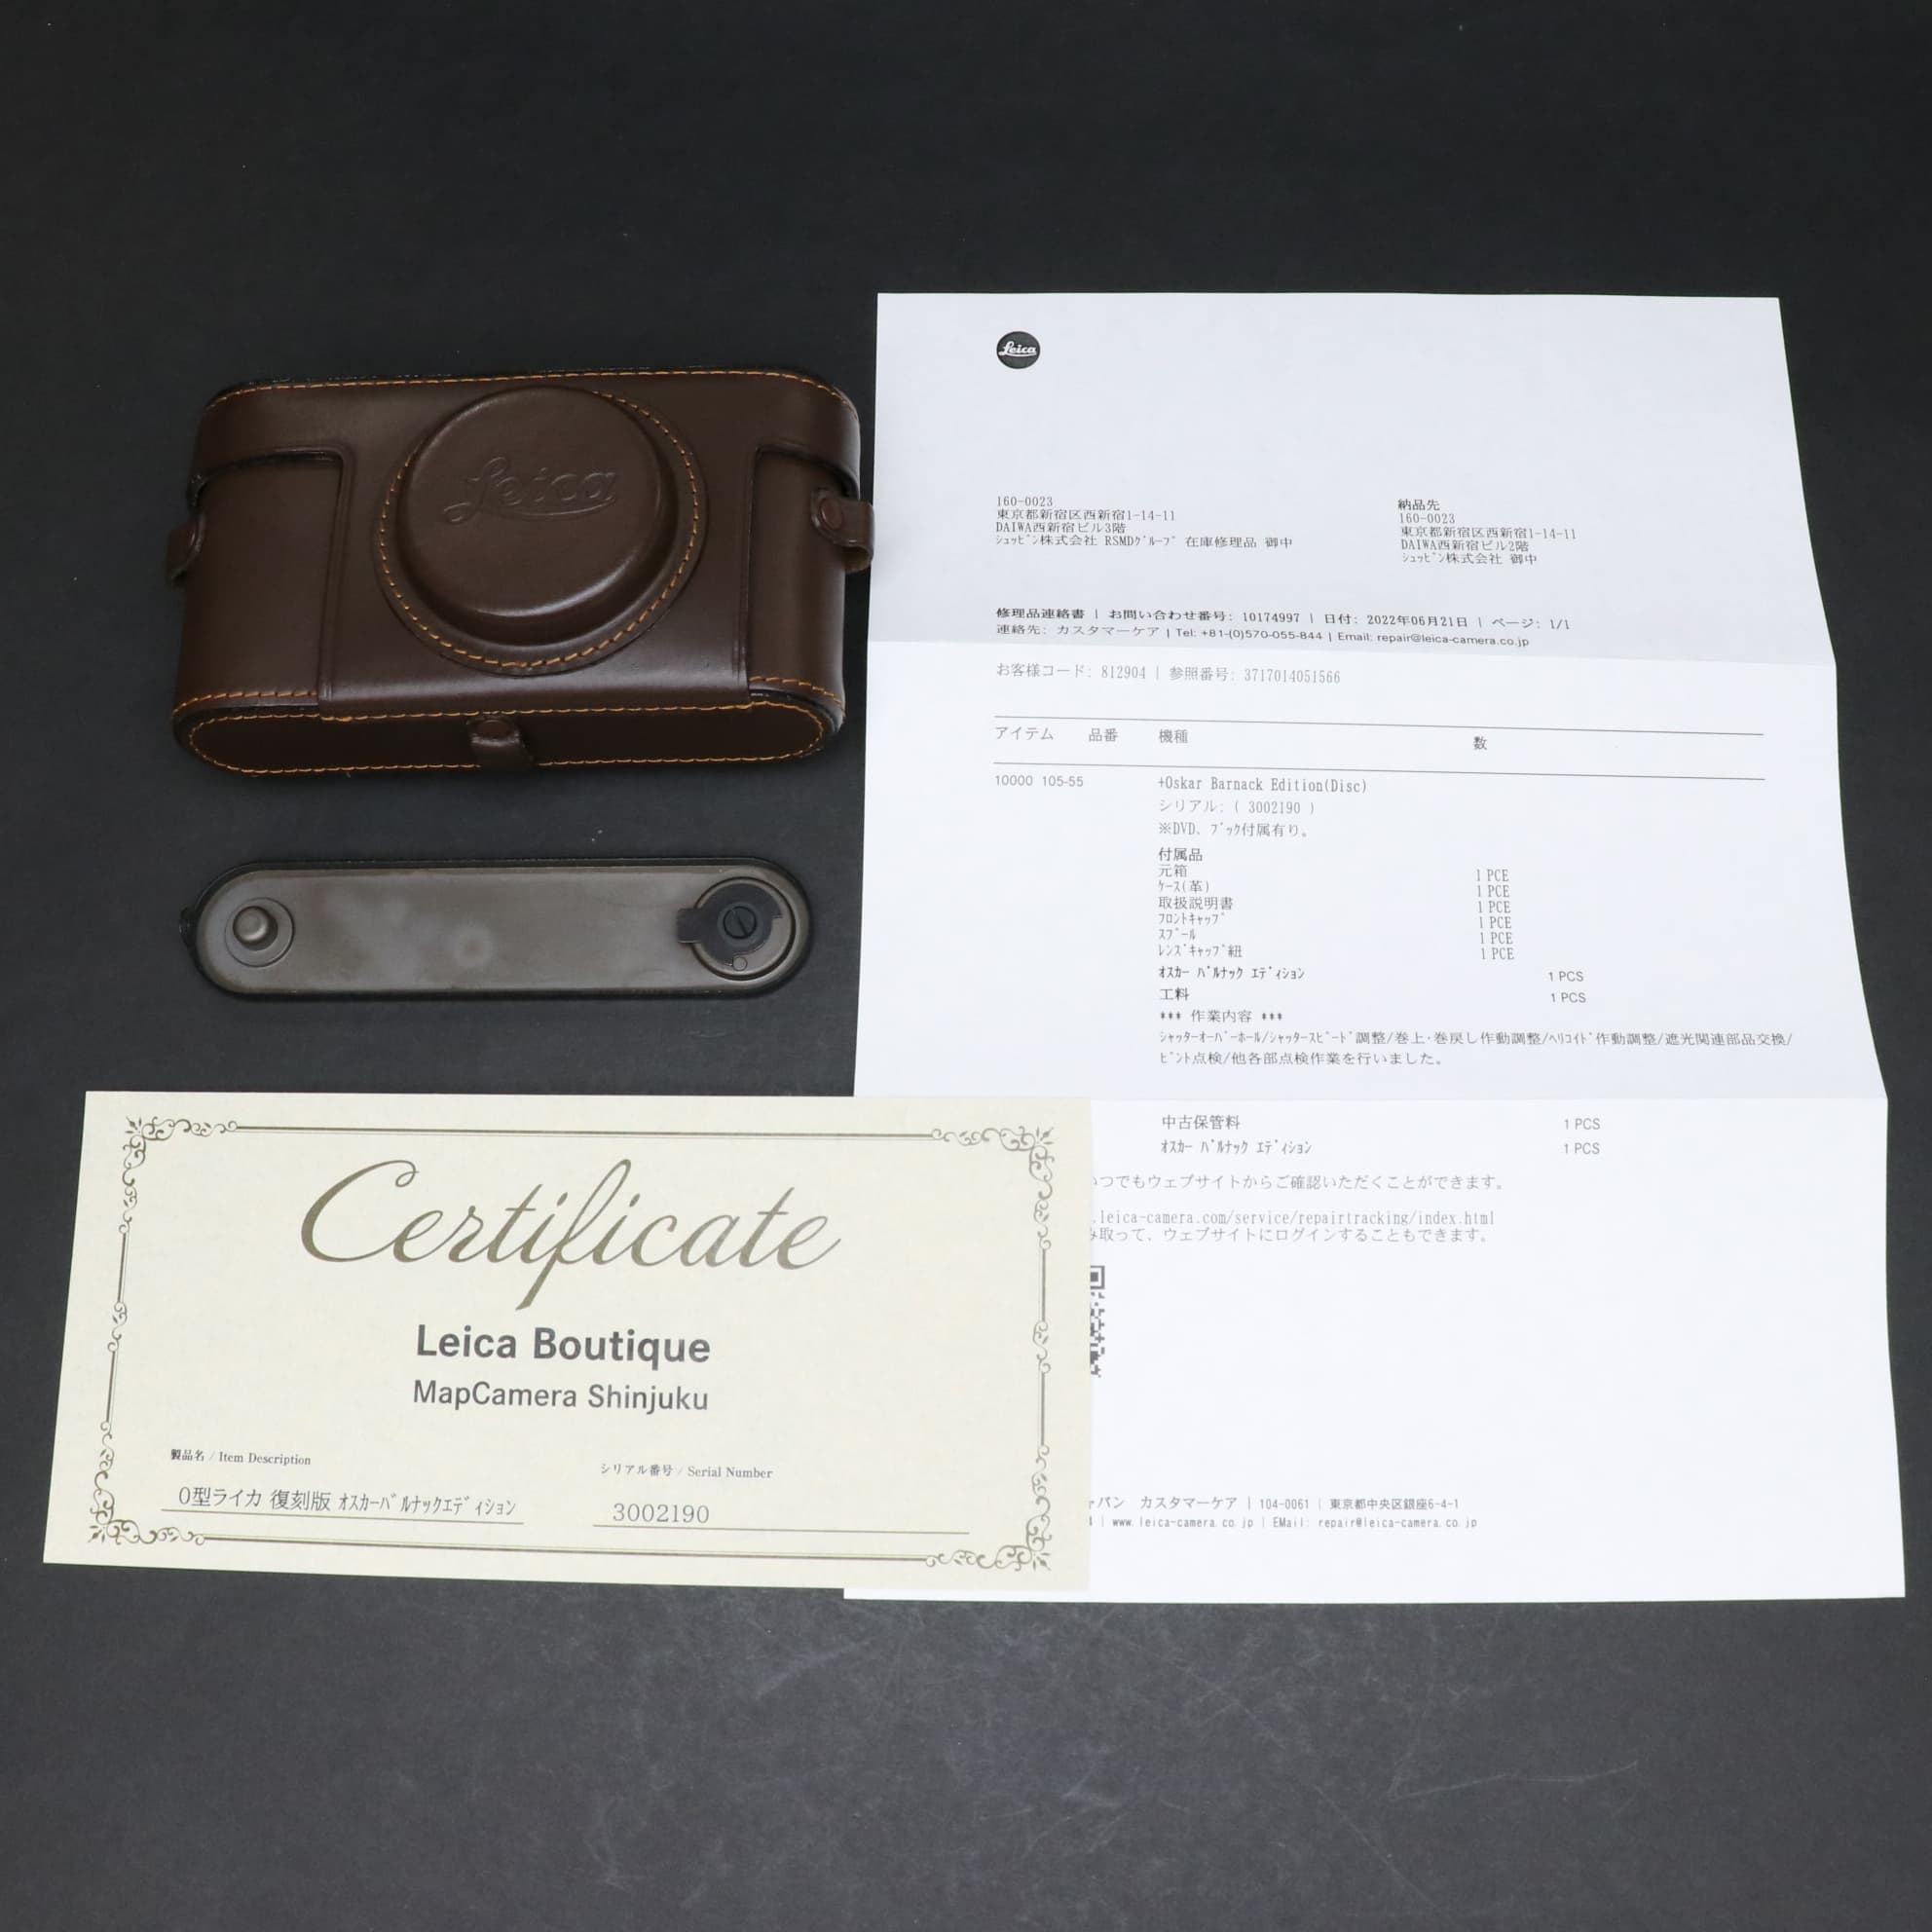 Leica
Leica
160-0023
東京都新宿区西新宿1-14-11
DAIWA西新宿ビル3階
ｼｭｯﾋﾟﾝ株式会社 RSMDｸﾞﾙｰﾌﾟ 在庫修理品 御中
納品先
160-0023
東京都新宿区西新宿1-14-11
DAIWA西新宿ビル2階
ｼｭｯﾋﾟﾝ株式会社 御中
修理品連絡書 | お問い合わせ番号: 10174997 | 日付: 2022年06月21日 | ページ: 1/1
連絡先: カスタマーケア | Tel: +81-(0)570-055-844 | Email: repair@leica-camera.co.jp
お客様コード: 812904 | 参照番号: 3717014051566
アイテム 品番 機種 数
10000 105-55 +Oskar Barnack Edition(Disc)
シリアル: ( 3002190 )
※DVD、ﾌﾞｯｸ付属有り。
付属品
元箱 1 PCE
ｹｰｽ(革) 1 PCE
取扱説明書 1 PCE
ﾌﾛﾝﾄｷｬｯﾌﾟ 1 PCE
ｽﾌﾟｰﾙ 1 PCE
ﾚﾝｽﾞｷｬｯﾌﾟ紐 1 PCE
ｵｽｶｰ ﾊﾞﾙﾅｯｸ ｴﾃﾞｨｼｮﾝ 1 PCS
工料 1 PCS
*** 作業内容 ***
ｼｬｯﾀｰｵｰﾊﾞｰﾎｰﾙ/ｼｬｯﾀｰｽﾋﾟｰﾄﾞ調整/巻上･巻戻し作動調整/ﾍﾘｺｲﾄﾞ作動調整/遮光関連部品交換/
ﾋﾟﾝﾄ点検/他各部点検作業を行いました。
中古保管料 1 PCS
ｵｽｶｰ ﾊﾞﾙﾅｯｸ ｴﾃﾞｨｼｮﾝ 1 PCS
いつでもウェブサイトからご確認いただくことができます。
.leica-camera.com/service/repairtracking/index.html
み取って、ウェブサイトにログインすることもできます。
ャパン カスタマーケア | 104-0061 | 東京都中央区銀座6-4-1
| www.leica-camera.co.jp | EMail: repair@leica-camera.co.jp
Certificate
Leica Boutique
MapCamera Shinjuku
製品名 / Item Description
シリアル番号 / Serial Number
0型ライカ 復刻版 ｵｽｶｰﾊﾞﾙﾅｯｸｴﾃﾞｨｼｮﾝ
3002190